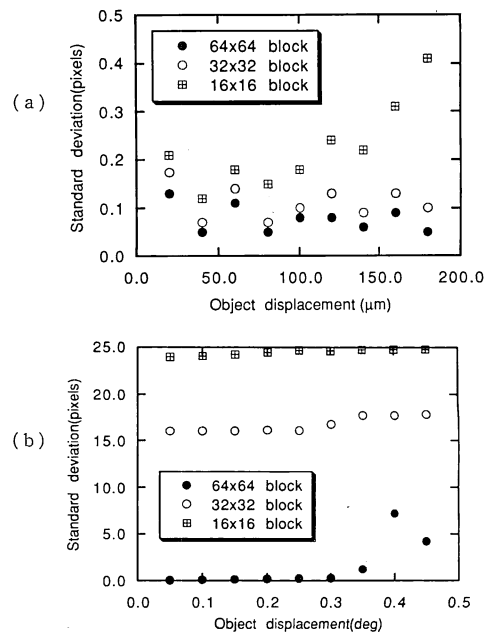 (a)
Standard deviation(pixels)
0.5
0.4
0.3
0.2
0.1
0.0
64x64 block
32x32 block
16x16 block
0.0 50.0 100.0 150.0 200.0
Object displacement (μm)
(b)
Standard deviation(pixels)
25.0
20.0
15.0
10.0
5.0
0.0
64x64 block
32x32 block
16x16 block
0.0 0.1 0.2 0.3 0.4 0.5
Object displacement(deg)